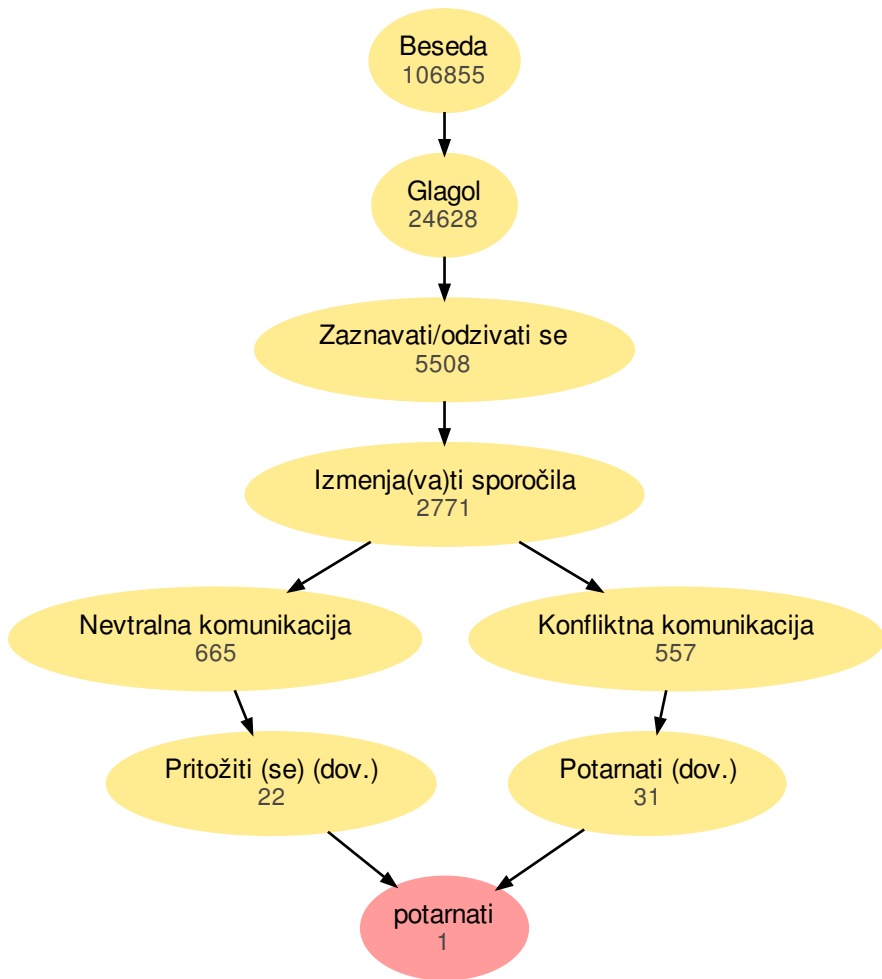 Beseda
106855
Glagol
24628
Zaznavati/odzivati se
5508
Izmenja(va)ti sporočila
2771
Nevtralna komunikacija
665
Konfliktna komunikacija
557
Pritožiti (se) (dov.)
22
Potarnati (dov.)
31
potarnati
1